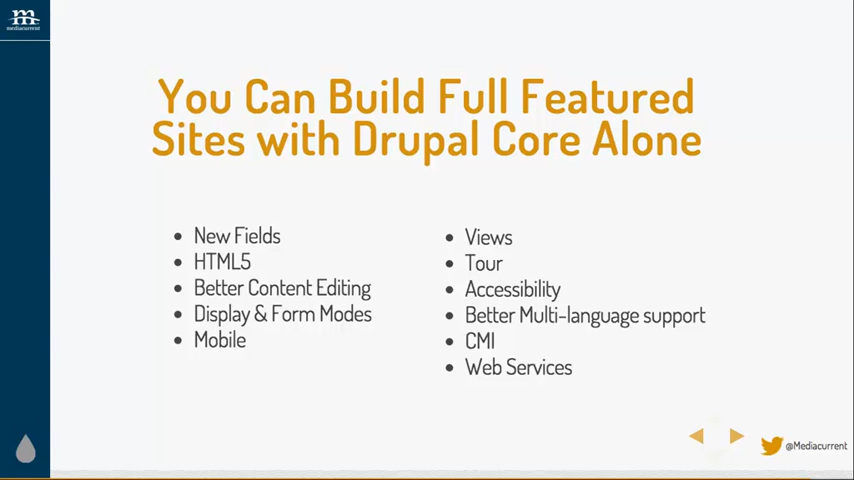 mediacurrent
You Can Build Full Featured
Sites with Drupal Core Alone
New Fields
HTML5
Better Content Editing
Display & Form Modes
Mobile
Views
Tour
Accessibility
Better Multi-language support
CMI
Web Services
@Mediacurrent